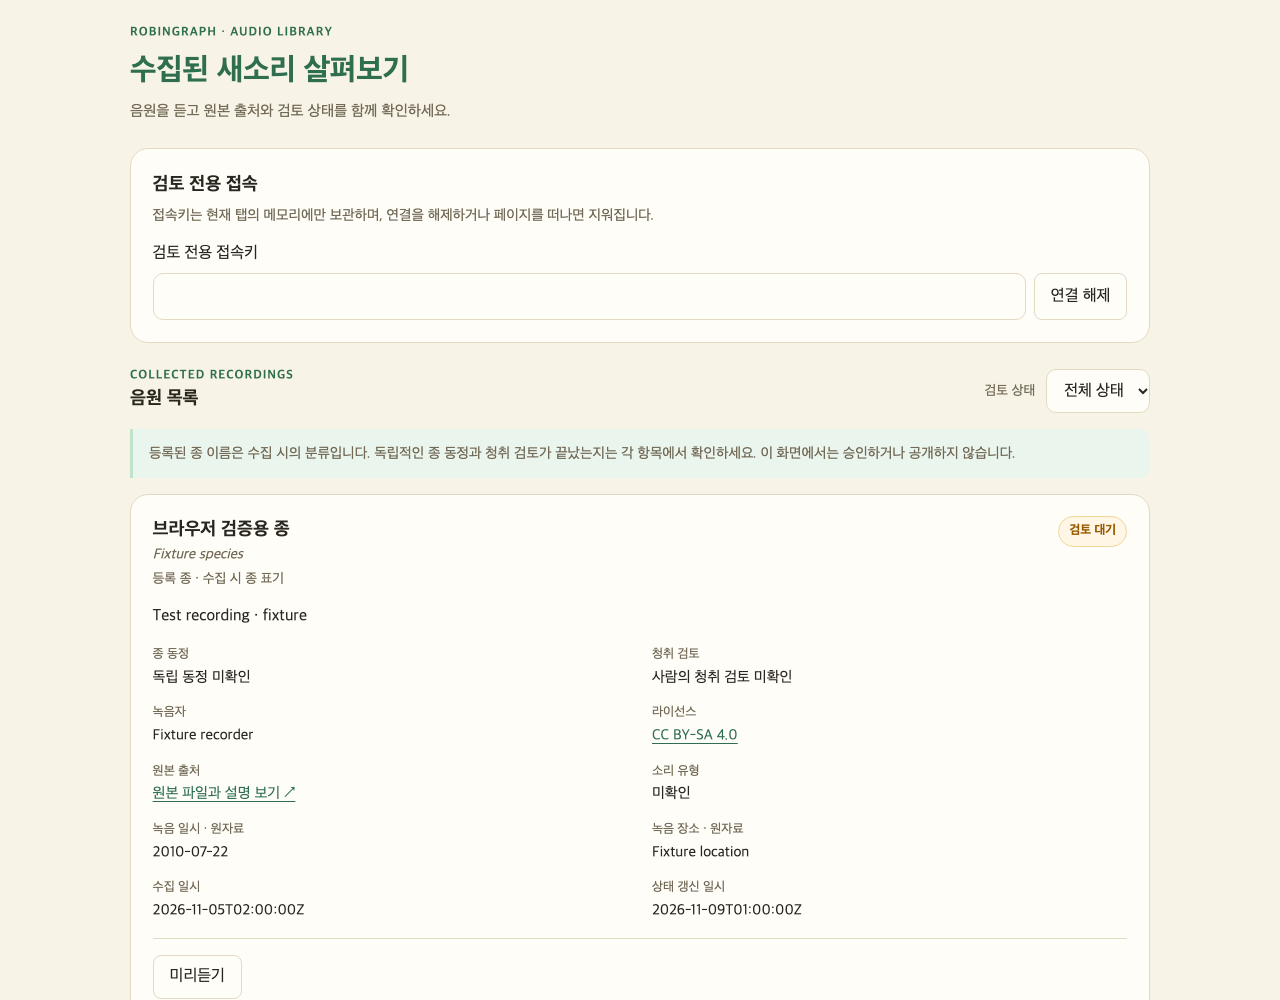 ROBINGRAPH · AUDIO LIBRARY
수집된 새소리 살펴보기
음원을 듣고 원본 출처와 검토 상태를 함께 확인하세요.
검토 전용 접속
접속키는 현재 탭의 메모리에만 보관하며, 연결을 해제하거나 페이지를 떠나면 지워집니다.
검토 전용 접속키
연결 해제
COLLECTED RECORDINGS
음원 목록
검토 상태
전체 상태
등록된 종 이름은 수집 시의 분류입니다. 독립적인 종 동정과 청취 검토가 끝났는지는 각 항목에서 확인하세요. 이 화면에서는 승인하거나 공개하지 않습니다.
브라우저 검증용 종
검토 대기
Fixture species
등록 종 · 수집 시 종 표기
Test recording · fixture
종 동정
독립 동정 미확인
청취 검토
사람의 청취 검토 미확인
녹음자
Fixture recorder
라이선스
CC BY-SA 4.0
원본 출처
원본 파일과 설명 보기 ↗
소리 유형
미확인
녹음 일시 · 원자료
2010-07-22
녹음 장소 · 원자료
Fixture location
수집 일시
2026-11-05T02:00:00Z
상태 갱신 일시
2026-11-09T01:00:00Z
미리듣기